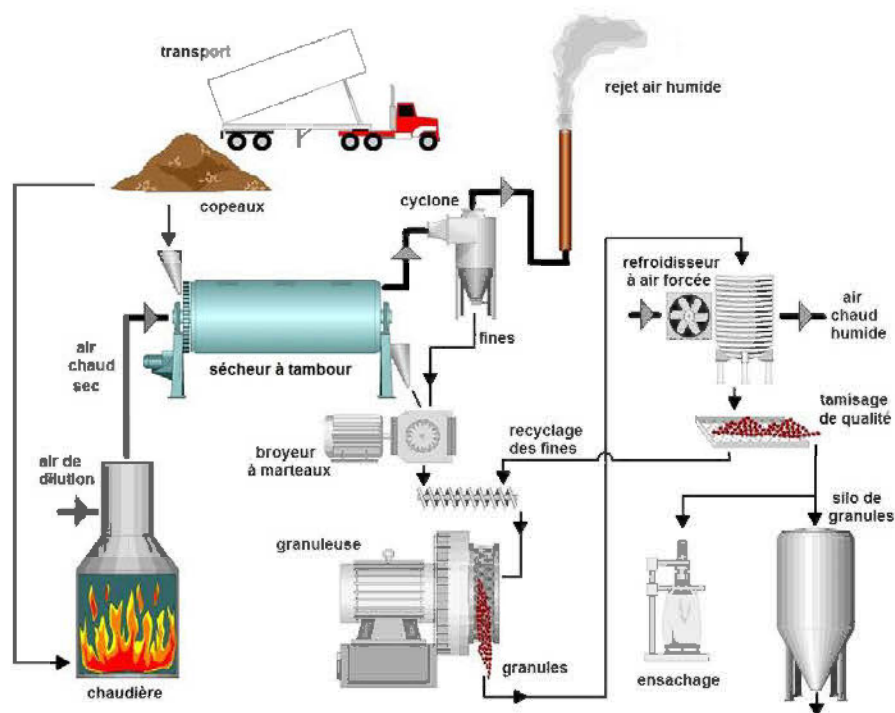 transport
rejet air humide
copeaux
cyclone
refroidisseur
à air forcée
air
chaud
humide
air
chaud
sec
sécheur à tambour
fines
tamisage
de qualité
broyeur
à marteaux
recyclage
des fines
air de
dilution
silo de
granules
granuleuse
chaudière
granules
ensachage